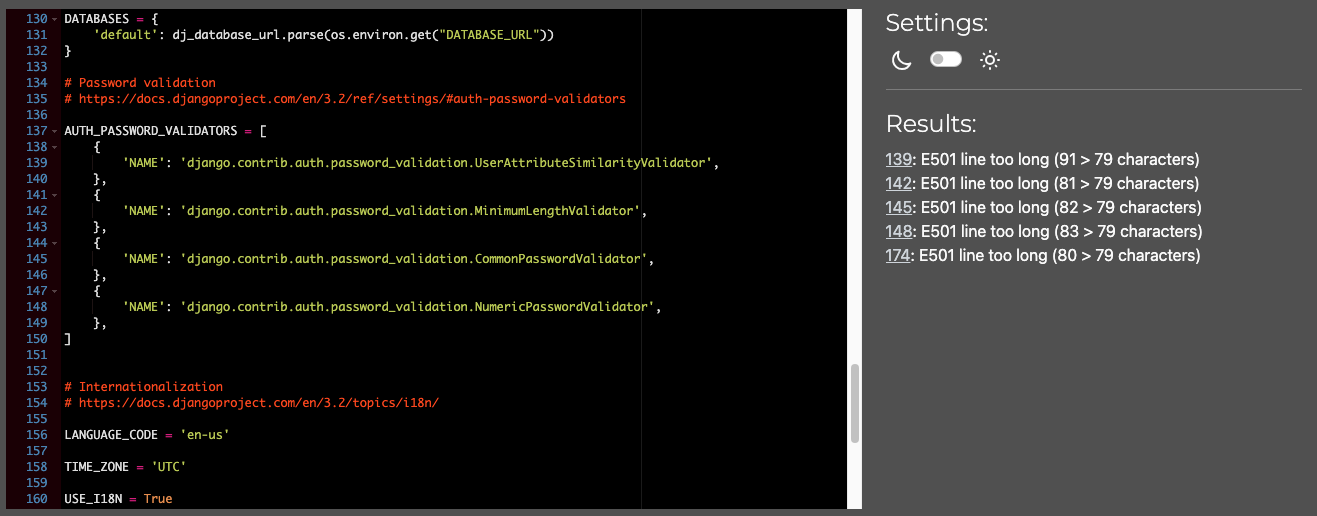 130 DATABASES = {
131     'default': dj_database_url.parse(os.environ.get("DATABASE_URL"))
132 }
133
134 # Password validation
135 # https://docs.djangoproject.com/en/3.2/ref/settings/#auth-password-validators
136
137 AUTH_PASSWORD_VALIDATORS = [
138     {
139         'NAME': 'django.contrib.auth.password_validation.UserAttributeSimilarityValidator',
140     },
141     {
142         'NAME': 'django.contrib.auth.password_validation.MinimumLengthValidator',
143     },
144     {
145         'NAME': 'django.contrib.auth.password_validation.CommonPasswordValidator',
146     },
147     {
148         'NAME': 'django.contrib.auth.password_validation.NumericPasswordValidator',
149     },
150 ]
151
152
153 # Internationalization
154 # https://docs.djangoproject.com/en/3.2/topics/i18n/
155
156 LANGUAGE_CODE = 'en-us'
157
158 TIME_ZONE = 'UTC'
159
160 USE_I18N = True
Settings:
Results:
139: E501 line too long (91 > 79 characters)
142: E501 line too long (81 > 79 characters)
145: E501 line too long (82 > 79 characters)
148: E501 line too long (83 > 79 characters)
174: E501 line too long (80 > 79 characters)